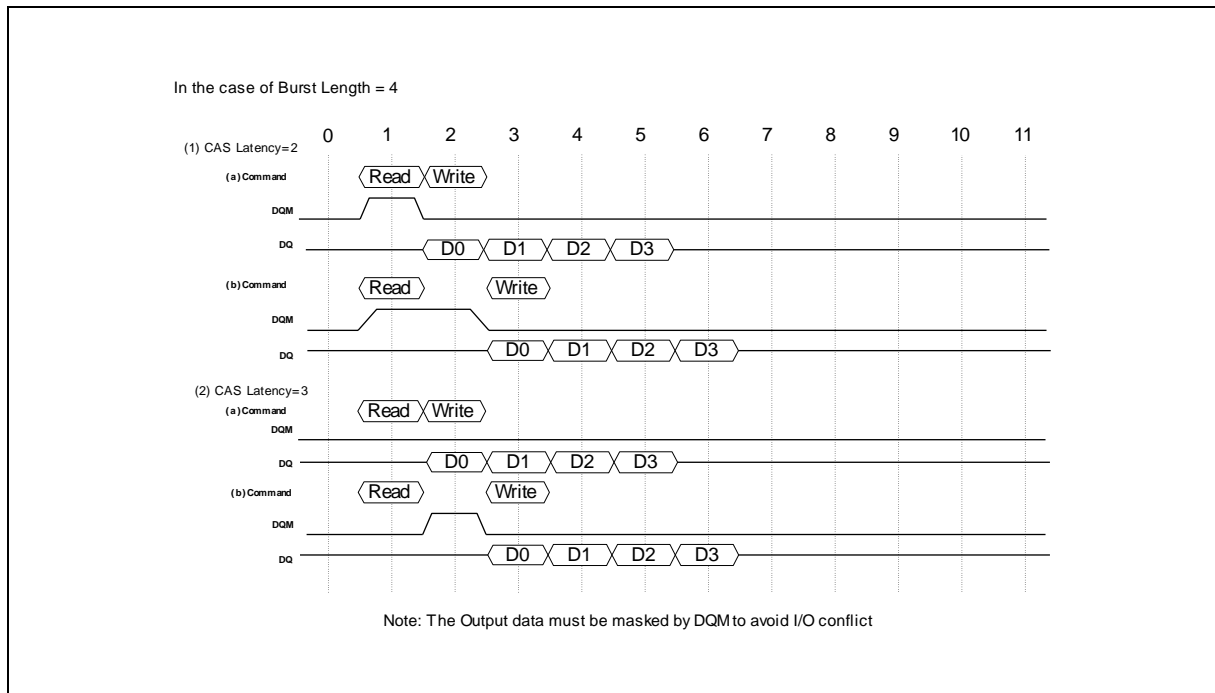 In the case of Burst Length = 4
0 1 2 3 4 5 6 7 8 9 10 11
(1) CAS Latency=2
(a)Command Read Write
DQM
DQ D0 D1 D2 D3
(b)Command Read Write
DQM
DQ D0 D1 D2 D3
(2) CAS Latency=3
(a)Command Read Write
DQM
DQ D0 D1 D2 D3
(b)Command Read Write
DQM
DQ D0 D1 D2 D3
Note: The Output data must be masked by DQM to avoid I/O conflict